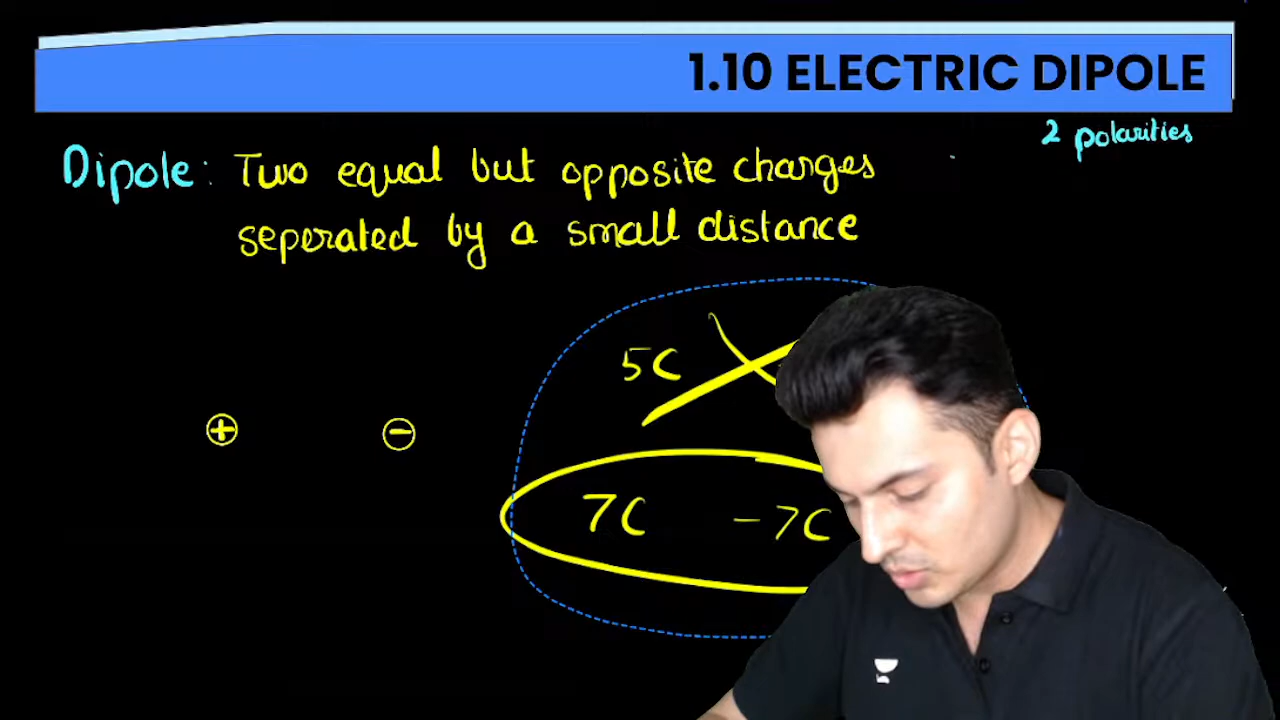 1.10 ELECTRIC DIPOLE
2 polarities
Dipole: Two equal but opposite charges
seperated by a small distance
5C
+ −
7C −7C